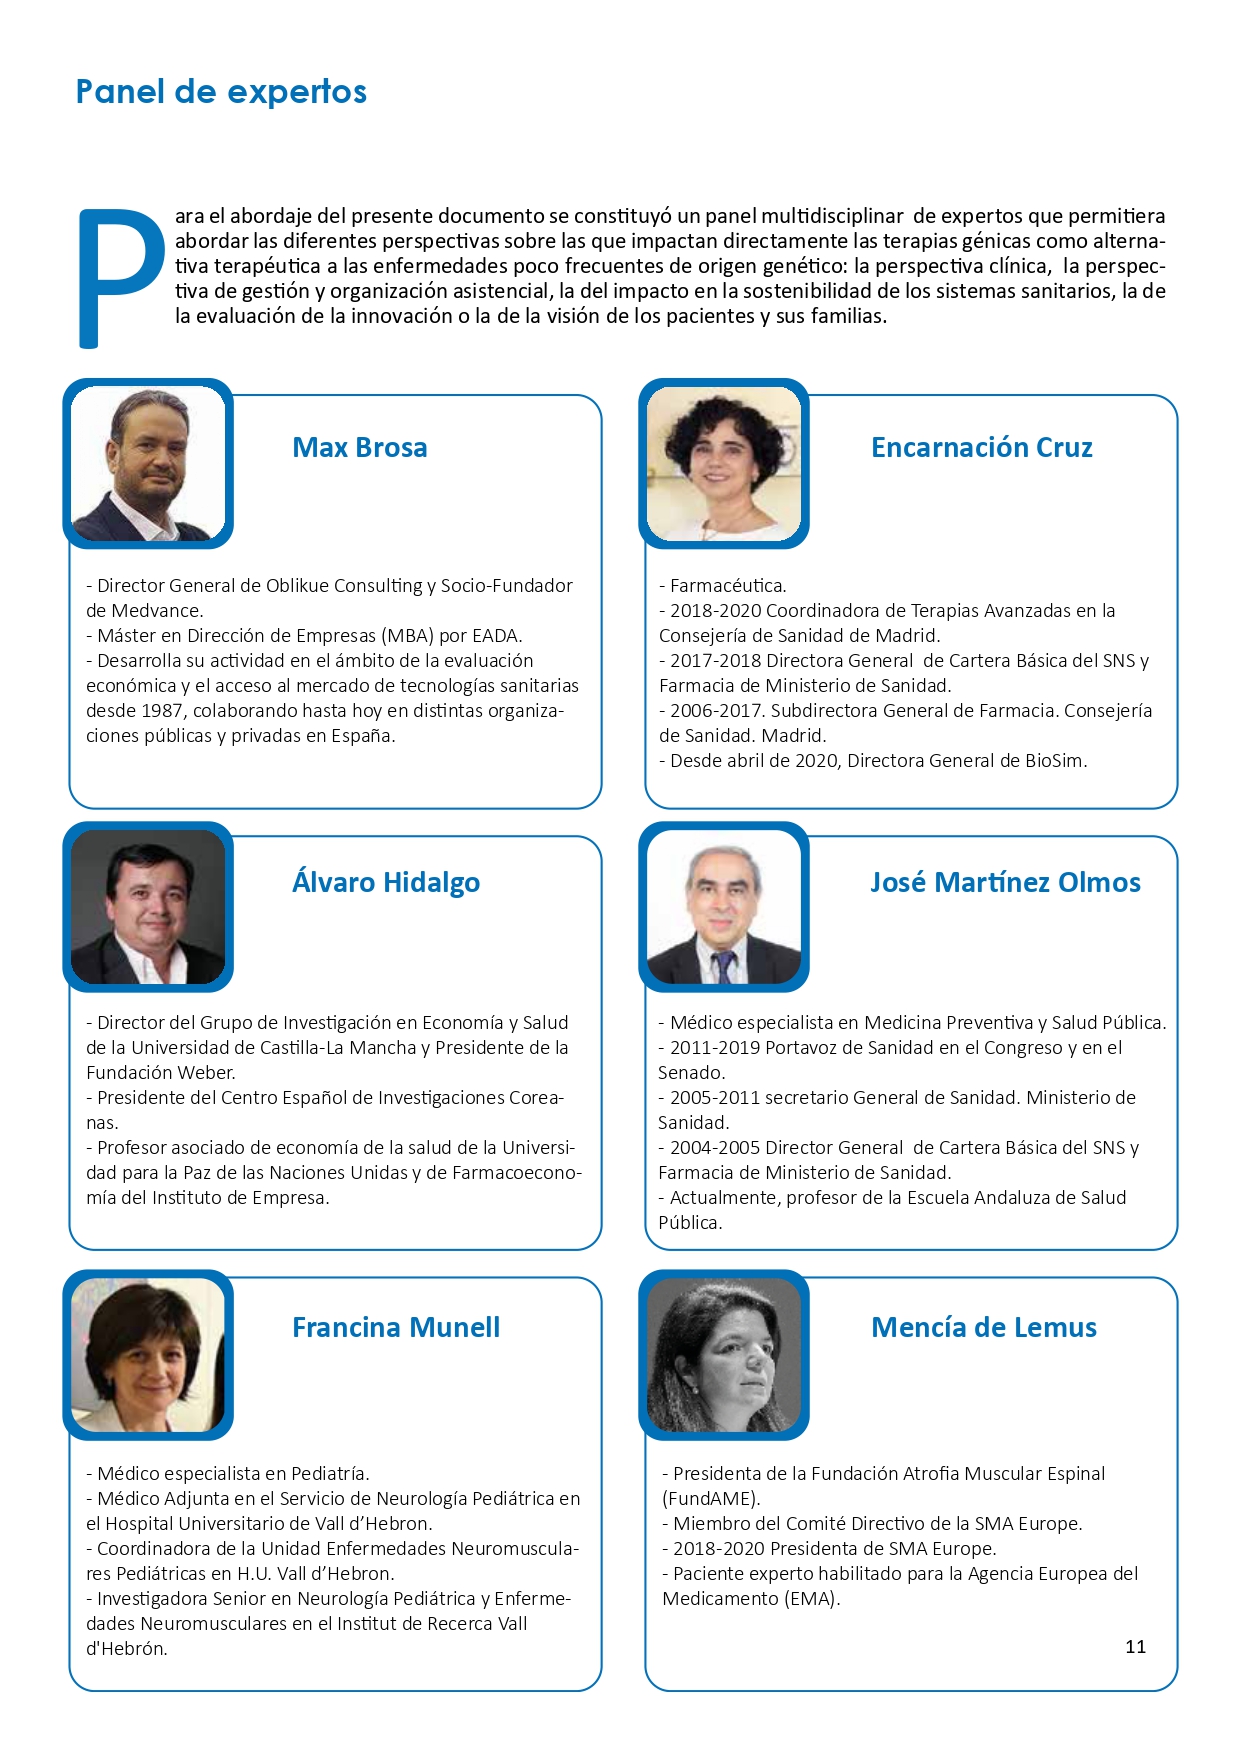 Panel de expertos
Para el abordaje del presente documento se constituyó un panel multidisciplinar  de expertos que permitiera
abordar las diferentes perspectivas sobre las que impactan directamente las terapias génicas como alterna-
tiva terapéutica a las enfermedades poco frecuentes de origen genético: la perspectiva clínica,  la perspec-
tiva de gestión y organización asistencial, la del impacto en la sostenibilidad de los sistemas sanitarios, la de
la evaluación de la innovación o la de la visión de los pacientes y sus familias.
Max Brosa
- Director General de Oblikue Consulting y Socio-Fundador
de Medvance.
- Máster en Dirección de Empresas (MBA) por EADA.
- Desarrolla su actividad en el ámbito de la evaluación
económica y el acceso al mercado de tecnologías sanitarias
desde 1987, colaborando hasta hoy en distintas organiza-
ciones públicas y privadas en España.
Encarnación Cruz
- Farmacéutica.
- 2018-2020 Coordinadora de Terapias Avanzadas en la
Consejería de Sanidad de Madrid.
- 2017-2018 Directora General  de Cartera Básica del SNS y
Farmacia de Ministerio de Sanidad.
- 2006-2017. Subdirectora General de Farmacia. Consejería
de Sanidad. Madrid.
- Desde abril de 2020, Directora General de BioSim.
Álvaro Hidalgo
- Director del Grupo de Investigación en Economía y Salud
de la Universidad de Castilla-La Mancha y Presidente de la
Fundación Weber.
- Presidente del Centro Español de Investigaciones Corea-
nas.
- Profesor asociado de economía de la salud de la Universi-
dad para la Paz de las Naciones Unidas y de Farmacoecono-
mía del Instituto de Empresa.
José Martínez Olmos
- Médico especialista en Medicina Preventiva y Salud Pública.
- 2011-2019 Portavoz de Sanidad en el Congreso y en el
Senado.
- 2005-2011 secretario General de Sanidad. Ministerio de
Sanidad.
- 2004-2005 Director General  de Cartera Básica del SNS y
Farmacia de Ministerio de Sanidad.
- Actualmente, profesor de la Escuela Andaluza de Salud
Pública.
Francina Munell
- Médico especialista en Pediatría.
- Médico Adjunta en el Servicio de Neurología Pediátrica en
el Hospital Universitario de Vall d’Hebron.
- Coordinadora de la Unidad Enfermedades Neuromuscula-
res Pediátricas en H.U. Vall d’Hebron.
- Investigadora Senior en Neurología Pediátrica y Enferme-
dades Neuromusculares en el Institut de Recerca Vall
d'Hebrón.
Mencía de Lemus
- Presidenta de la Fundación Atrofia Muscular Espinal
(FundAME).
- Miembro del Comité Directivo de la SMA Europe.
- 2018-2020 Presidenta de SMA Europe.
- Paciente experto habilitado para la Agencia Europea del
Medicamento (EMA).
11